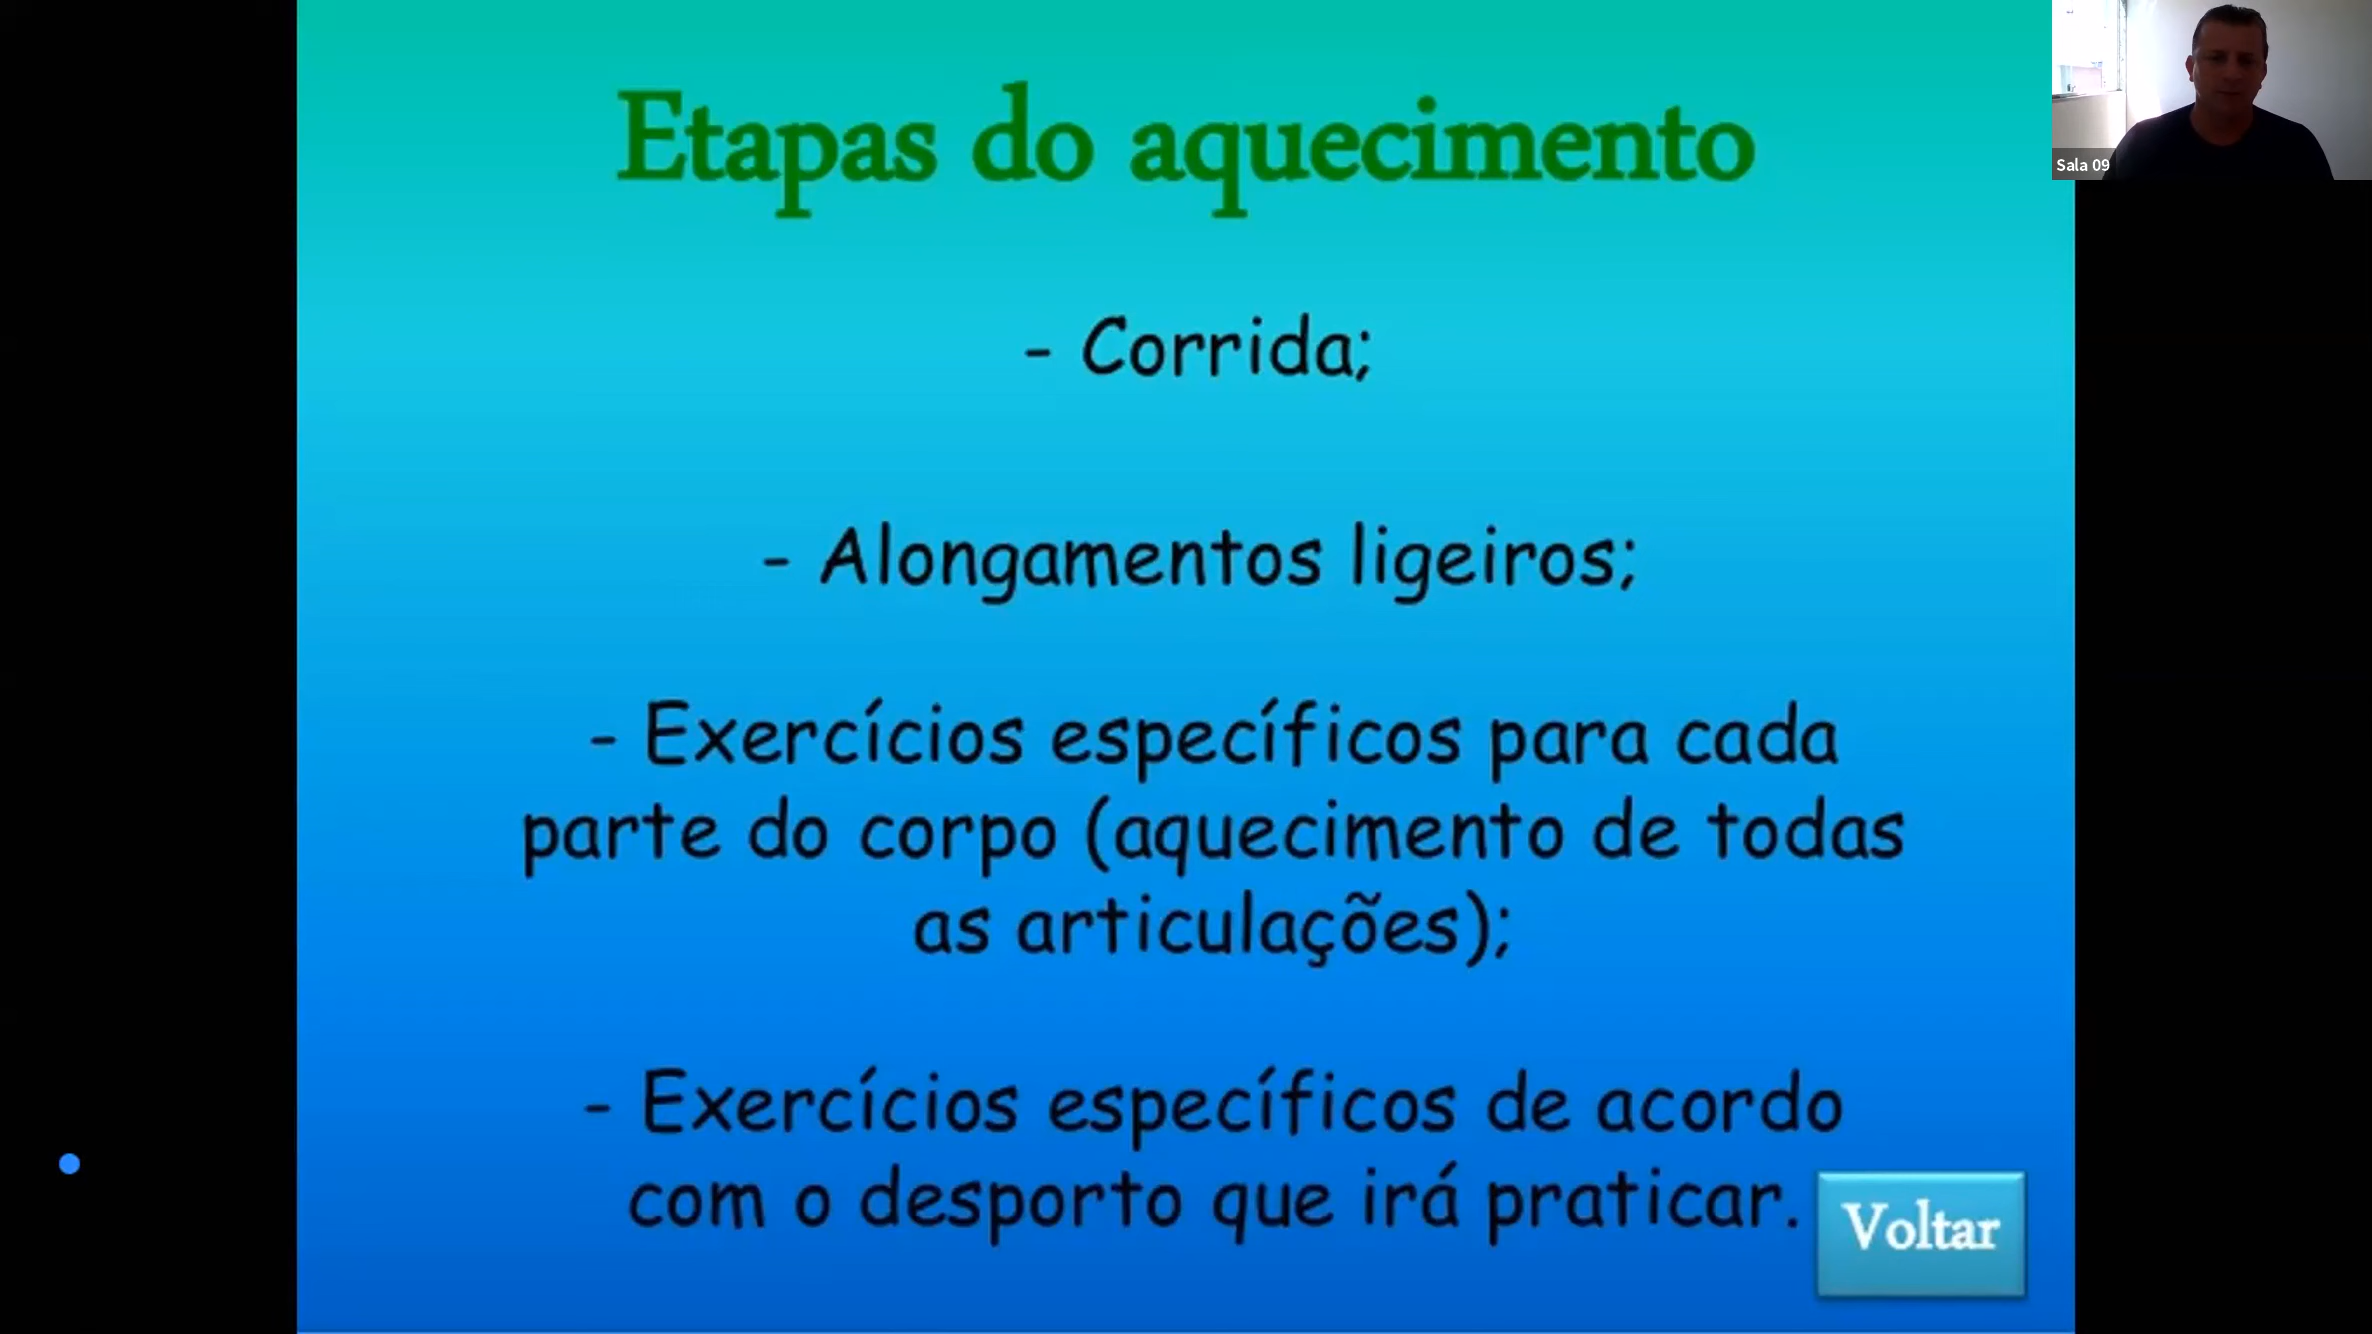 Etapas do aquecimento
Sala 09
- Corrida;
- Alongamentos ligeiros;
- Exercícios específicos para cada
parte do corpo (aquecimento de todas
as articulações);
- Exercícios específicos de acordo
com o desporto que irá praticar.
Voltar